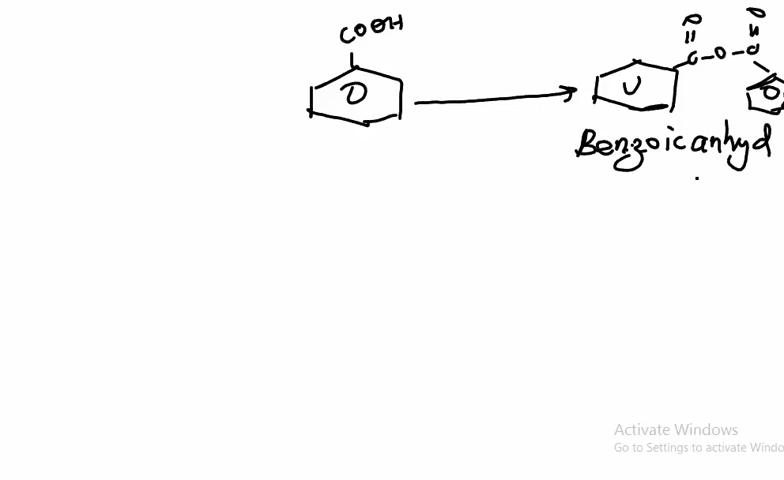 COOH
O O
C-O-C
Benzoicanhyd
Activate Windows
Go to Settings to activate Windo